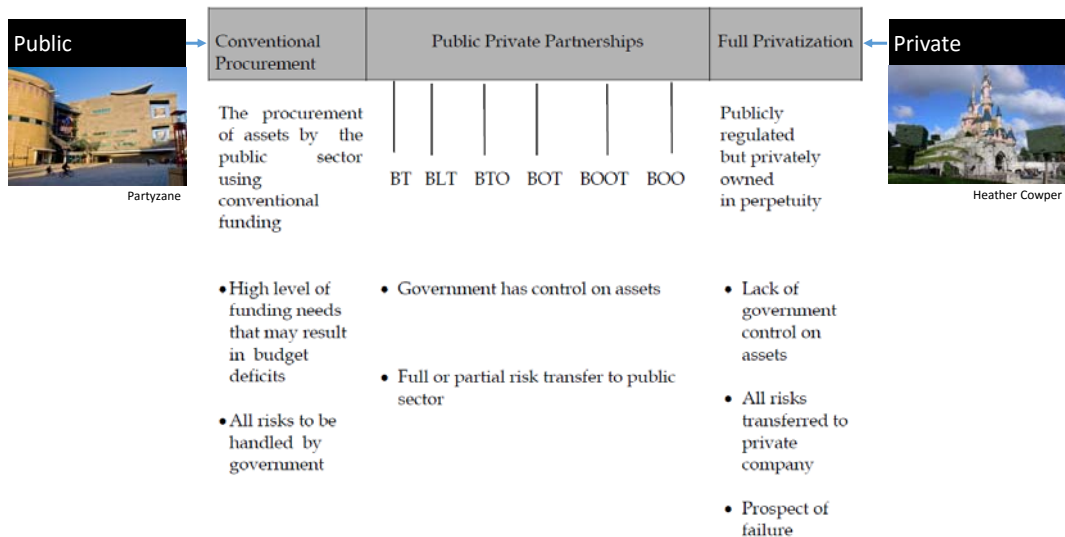 Public
Partyzane
Conventional
Procurement
Public Private Partnerships
Full Privatization
Private
Heather Cowper
The procurement
of assets by the
public sector
using
conventional
funding
BT BLT BTO BOT BOOT BOO
Publicly
regulated
but privately
owned
in perpetuity
• High level of
funding needs
that may result
in budget
deficits
• All risks to be
handled by
government
• Government has control on assets
• Full or partial risk transfer to public
sector
• Lack of
government
control on
assets
• All risks
transferred to
private
company
• Prospect of
failure